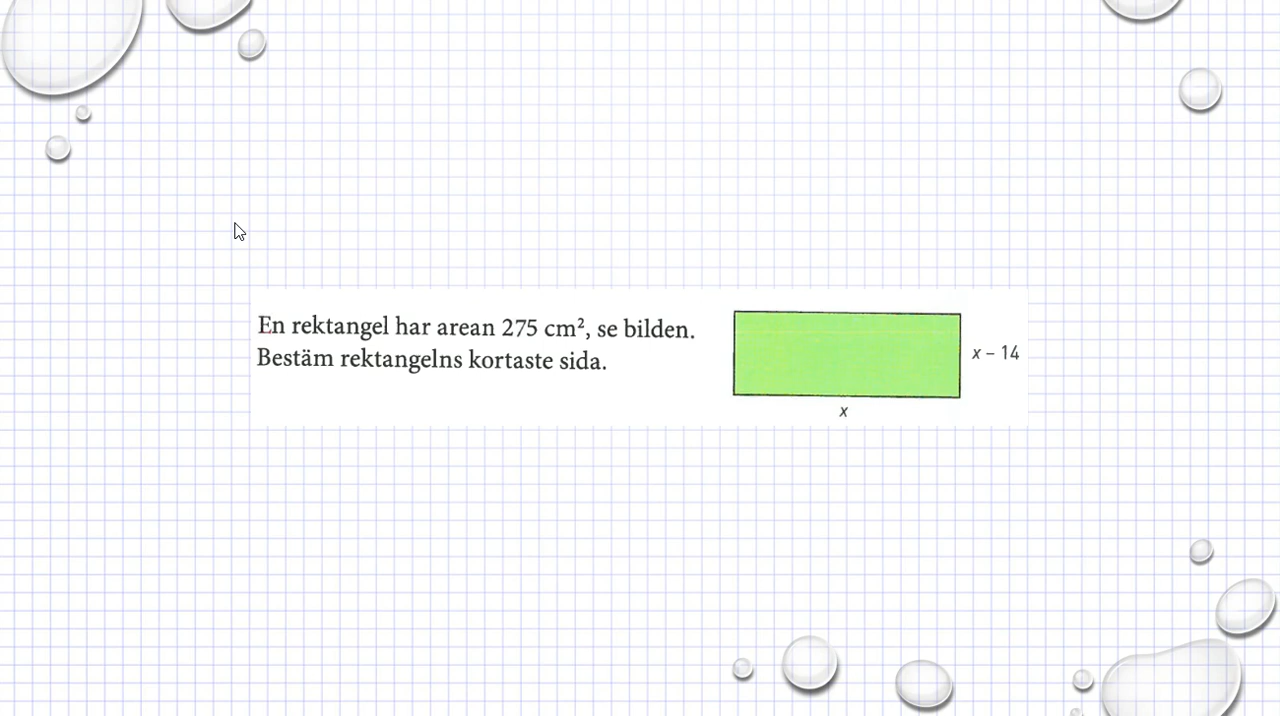 En rektangel har arean 275 cm², se bilden.
Bestäm rektangelns kortaste sida.
x – 14
x